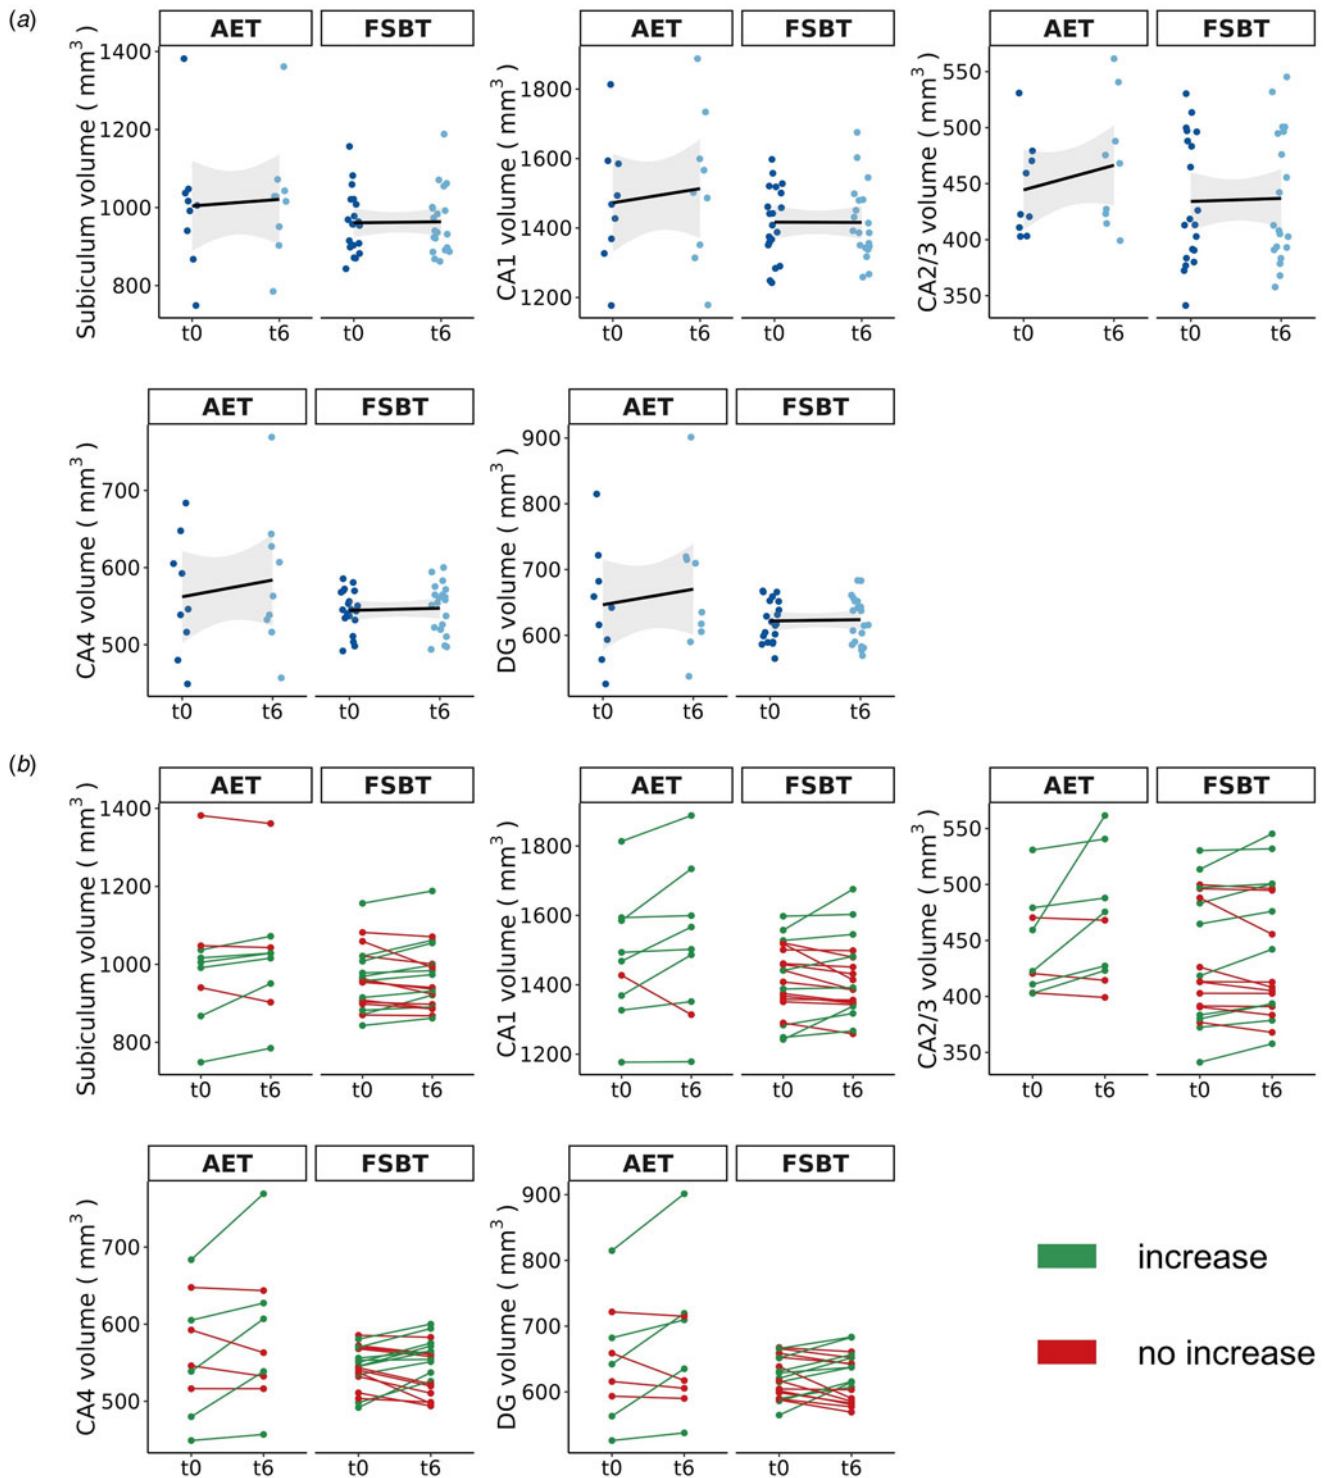 (a)
AET FSBT
Subiculum volume ( mm³ )
1400
1200
1000
800
t0 t6 t0 t6
AET FSBT
CA1 volume ( mm³ )
1800
1600
1400
1200
t0 t6 t0 t6
AET FSBT
CA2/3 volume ( mm³ )
550
500
450
400
350
t0 t6 t0 t6
AET FSBT
CA4 volume ( mm³ )
700
600
500
t0 t6 t0 t6
AET FSBT
DG volume ( mm³ )
900
800
700
600
t0 t6 t0 t6
(b)
AET FSBT
Subiculum volume ( mm³ )
1400
1200
1000
800
t0 t6 t0 t6
AET FSBT
CA1 volume ( mm³ )
1800
1600
1400
1200
t0 t6 t0 t6
AET FSBT
CA2/3 volume ( mm³ )
550
500
450
400
350
t0 t6 t0 t6
AET FSBT
CA4 volume ( mm³ )
700
600
500
t0 t6 t0 t6
AET FSBT
DG volume ( mm³ )
900
800
700
600
t0 t6 t0 t6
increase
no increase